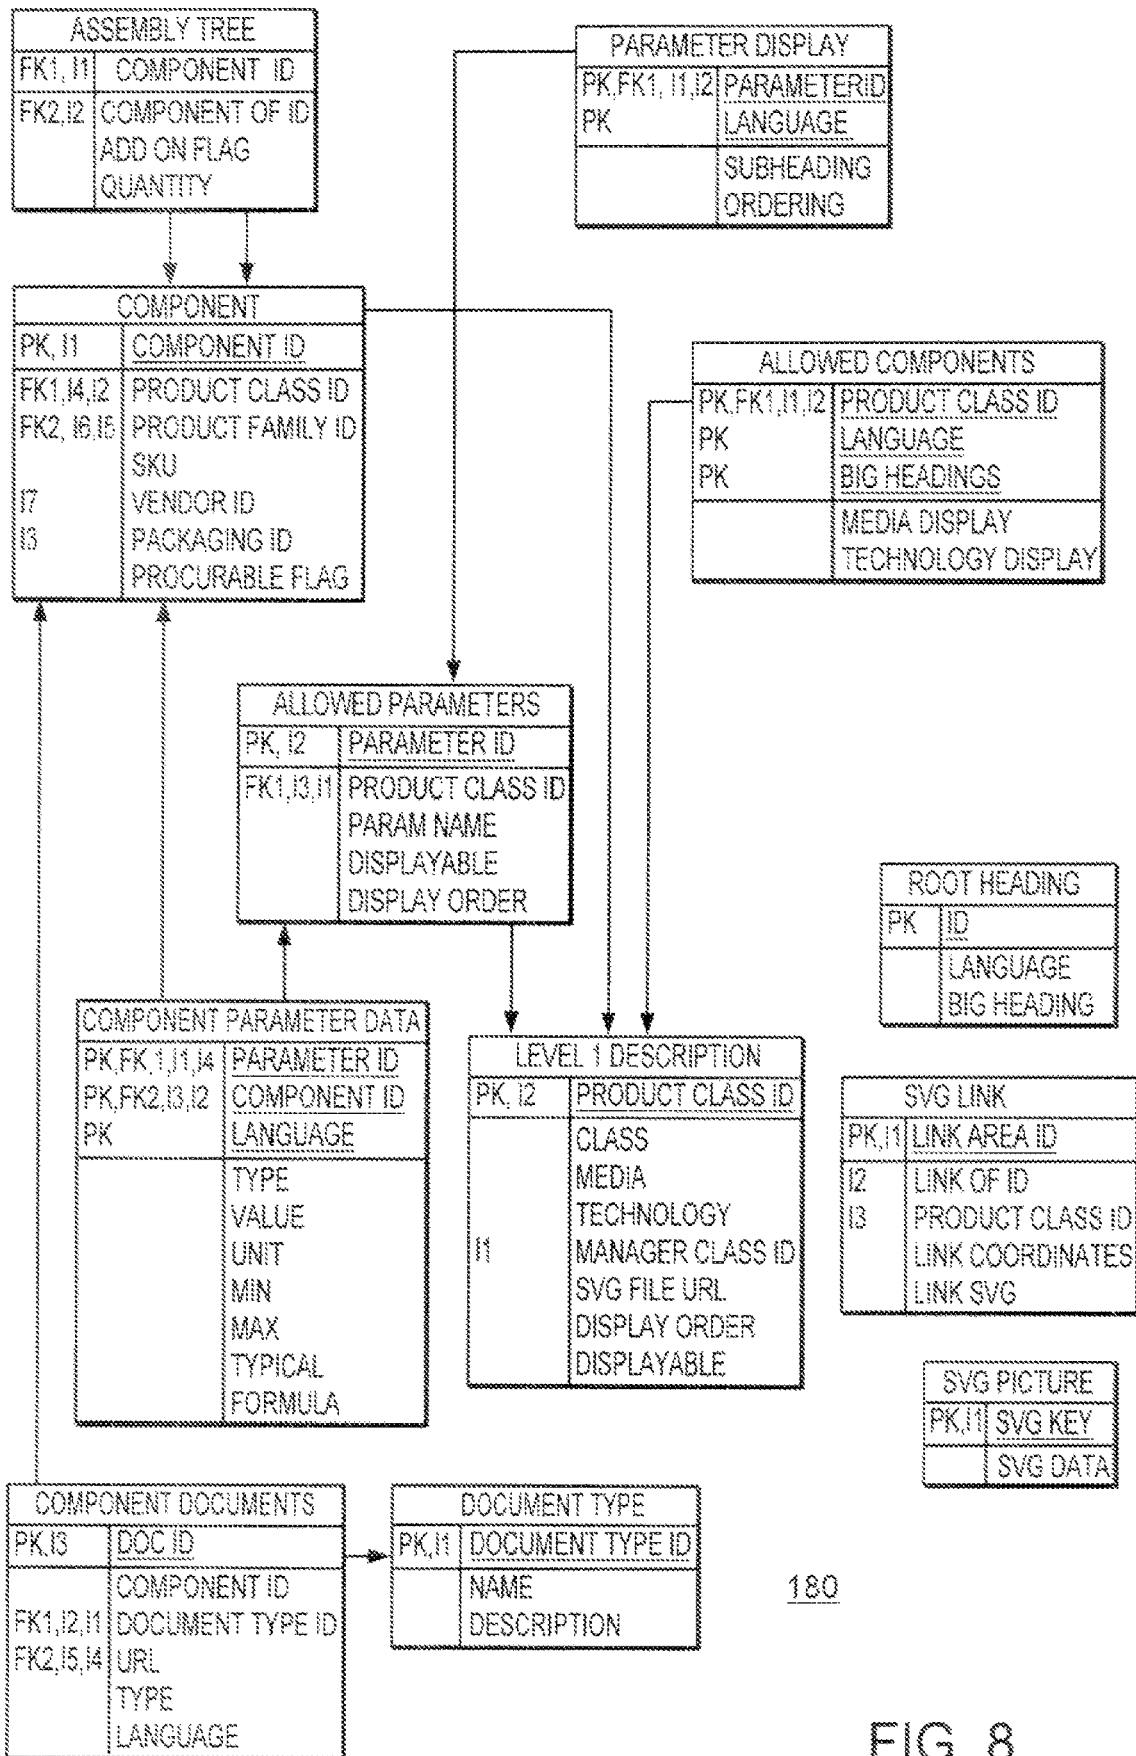 ASSEMBLY TREE
FK1, I1 COMPONENT ID
FK2,I2 COMPONENT OF ID
ADD ON FLAG
QUANTITY
PARAMETER DISPLAY
PK,FK1, I1,I2 PARAMETERID
PK LANGUAGE
SUBHEADING
ORDERING
COMPONENT
PK, I1 COMPONENT ID
FK1,I4,I2 PRODUCT CLASS ID
FK2, I6,I5 PRODUCT FAMILY ID
SKU
I7 VENDOR ID
I3 PACKAGING ID
PROCURABLE FLAG
ALLOWED COMPONENTS
PK,FK1,I1,I2 PRODUCT CLASS ID
PK LANGUAGE
PK BIG HEADINGS
MEDIA DISPLAY
TECHNOLOGY DISPLAY
ALLOWED PARAMETERS
PK, I2 PARAMETER ID
FK1,I3,I1 PRODUCT CLASS ID
PARAM NAME
DISPLAYABLE
DISPLAY ORDER
ROOT HEADING
PK ID
LANGUAGE
BIG HEADING
COMPONENT PARAMETER DATA
PK,FK,1,I1,I4 PARAMETER ID
PK,FK2,I3,I2 COMPONENT ID
PK LANGUAGE
TYPE
VALUE
UNIT
MIN
MAX
TYPICAL
FORMULA
LEVEL 1 DESCRIPTION
PK, I2 PRODUCT CLASS ID
CLASS
MEDIA
TECHNOLOGY
I1 MANAGER CLASS ID
SVG FILE URL
DISPLAY ORDER
DISPLAYABLE
SVG LINK
PK,I1 LINK AREA ID
I2 LINK OF ID
I3 PRODUCT CLASS ID
LINK COORDINATES
LINK SVG
SVG PICTURE
PK,I1 SVG KEY
SVG DATA
COMPONENT DOCUMENTS
PK,I3 DOC ID
COMPONENT ID
FK1,I2,I1 DOCUMENT TYPE ID
FK2,I5,I4 URL
TYPE
LANGUAGE
DOCUMENT TYPE
PK,I1 DOCUMENT TYPE ID
NAME
DESCRIPTION
180
FIG. 8